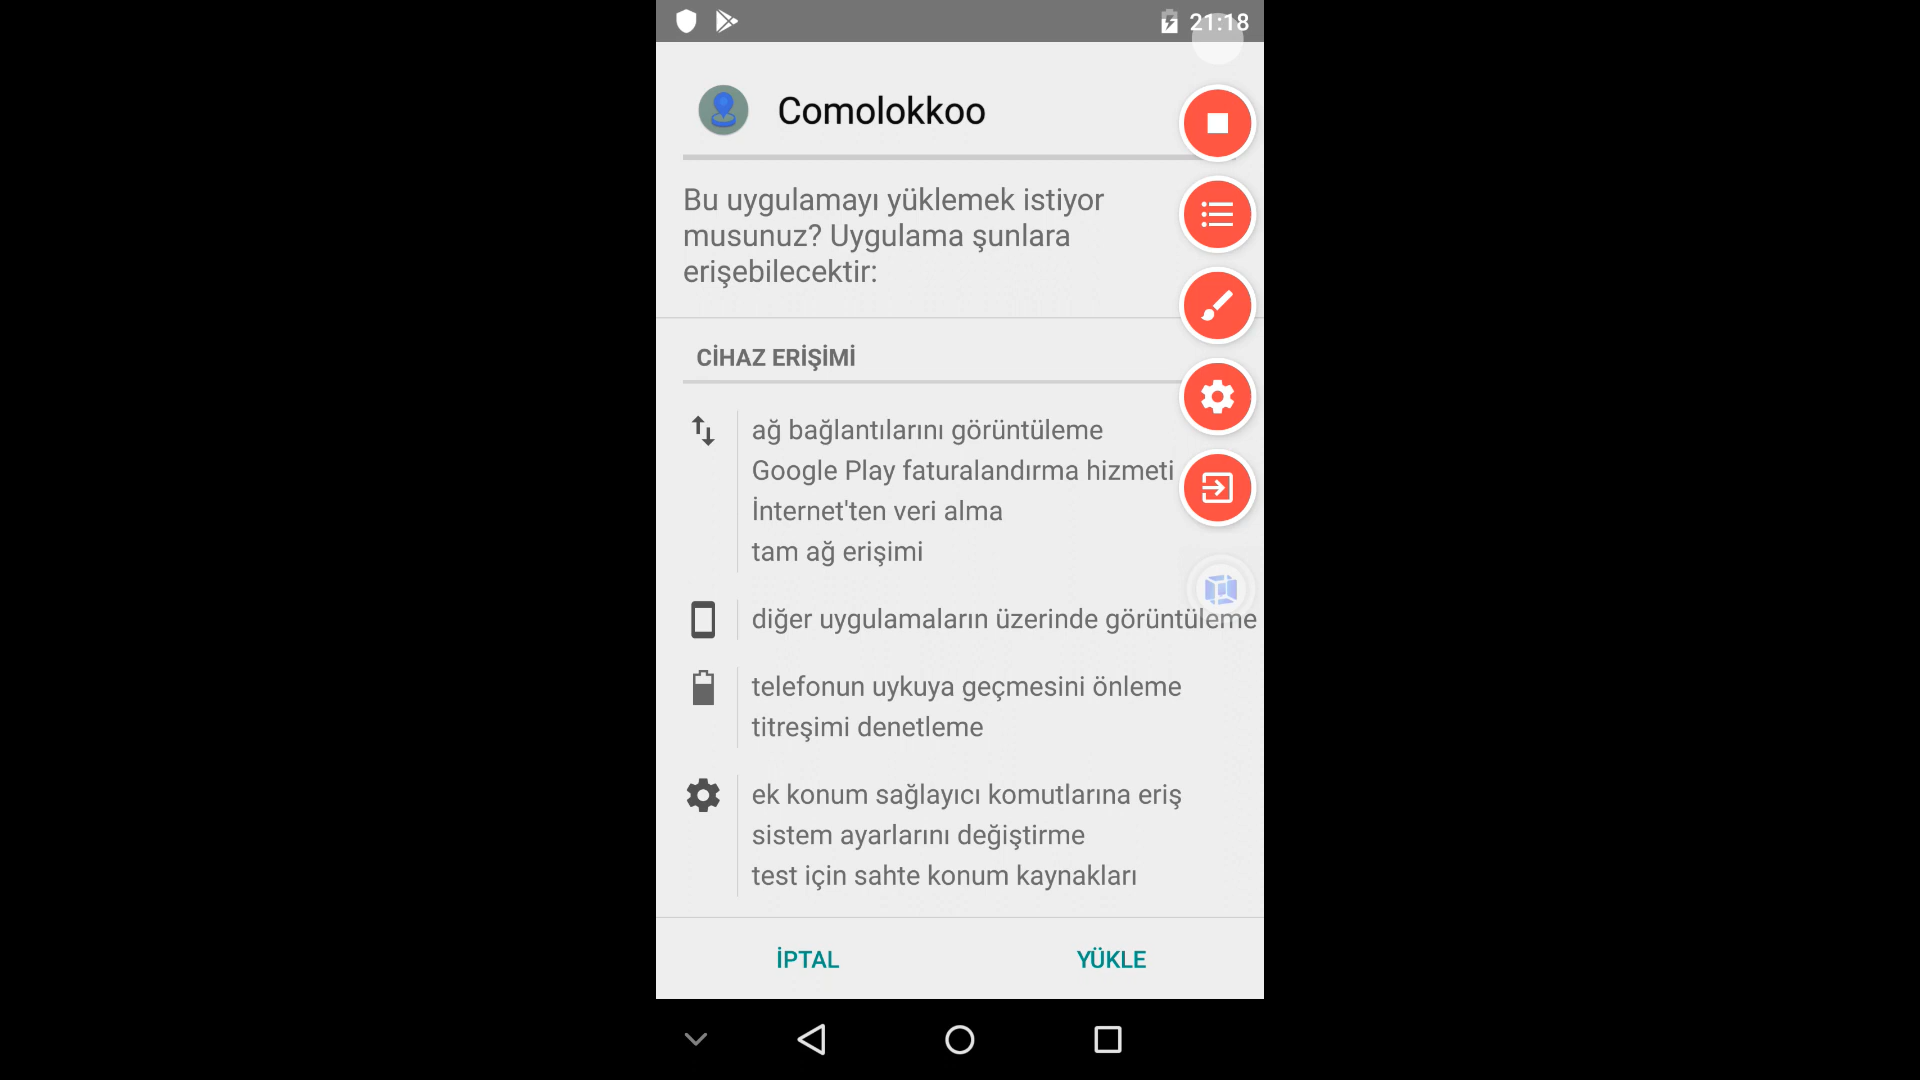 21:18
Comolokkoo
Bu uygulamayı yüklemek istiyor
musunuz? Uygulama şunlara
erişebilecektir:
CİHAZ ERİŞİMİ
ağ bağlantılarını görüntüleme
Google Play faturalandırma hizmeti
İnternet'ten veri alma
tam ağ erişimi
diğer uygulamaların üzerinde görüntüleme
telefonun uykuya geçmesini önleme
titreşimi denetleme
ek konum sağlayıcı komutlarına eriş
sistem ayarlarını değiştirme
test için sahte konum kaynakları
İPTAL
YÜKLE